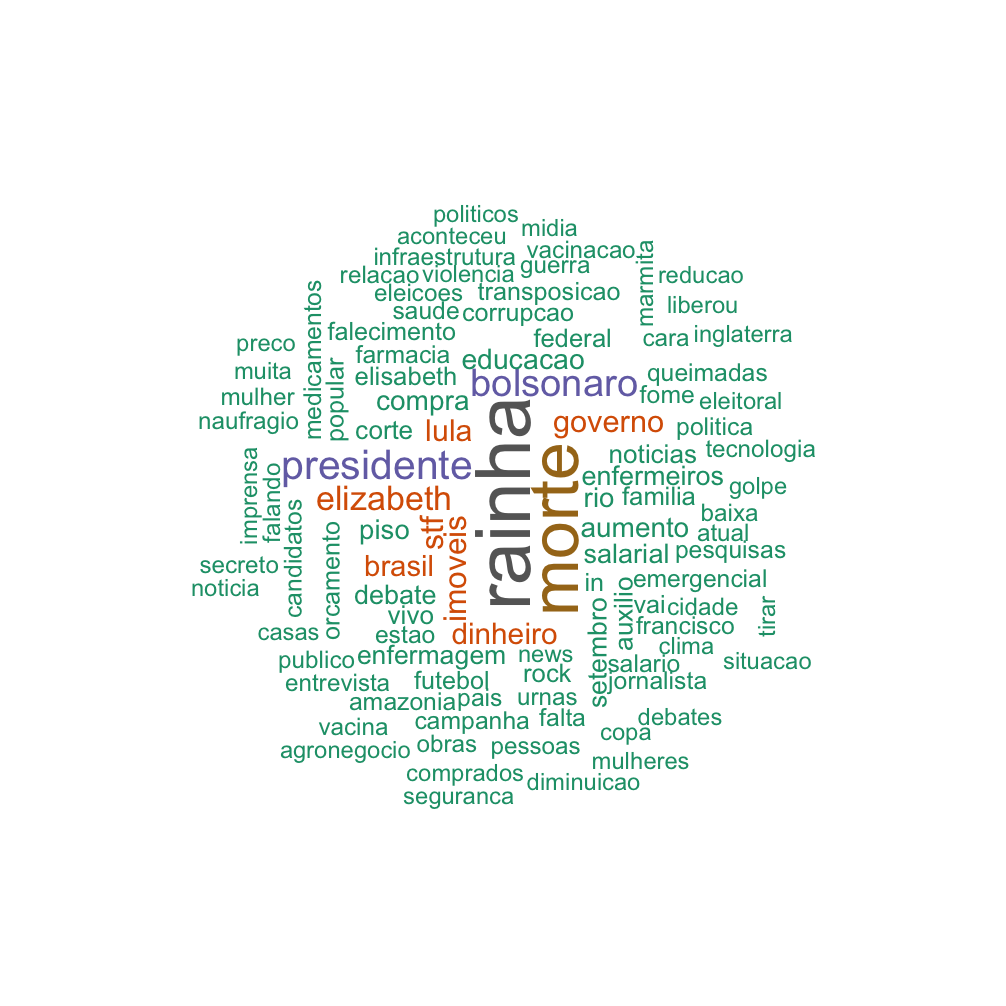 politicos
midia
aconteceu
vacinacao
infraestrutura
guerra
marmita
relacao
violencia
reducao
eleicoes
transposicao
liberou
saude
corrupcao
medicamentos
falecimento
federal
cara
inglaterra
preco
farmacia
educacao
muita
popular
elisabeth
bolsonaro
queimadas
mulher
compra
rainha
fome
eleitoral
naufragio
corte
lula
governo
politica
tecnologia
presidente
morte
noticias
imprensa
falando
enfermeiros
golpe
elizabeth
rio
familia
candidatos
orcamento
piso
stf
imoveis
aumento
baixa
atual
secreto
brasil
salarial
pesquisas
noticia
debate
in
auxilio
emergencial
vivo
setembro
vai
cidade
tirar
casas
estao
dinheiro
francisco
clima
publico
enfermagem
news
salario
situacao
entrevista
futebol
rock
jornalista
amazonia
pais
urnas
vacina
campanha
falta
debates
copa
agronegocio
obras
pessoas
mulheres
comprados
diminuicao
seguranca